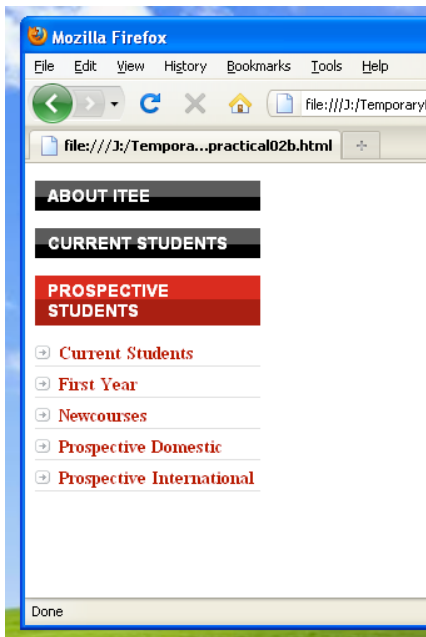 Mozilla Firefox
File Edit View History Bookmarks Tools Help
file:///J:/Temporary
file:///J:/Tempora...practical02b.html
ABOUT ITEE
CURRENT STUDENTS
PROSPECTIVE
STUDENTS
Current Students
First Year
Newcourses
Prospective Domestic
Prospective International
Done